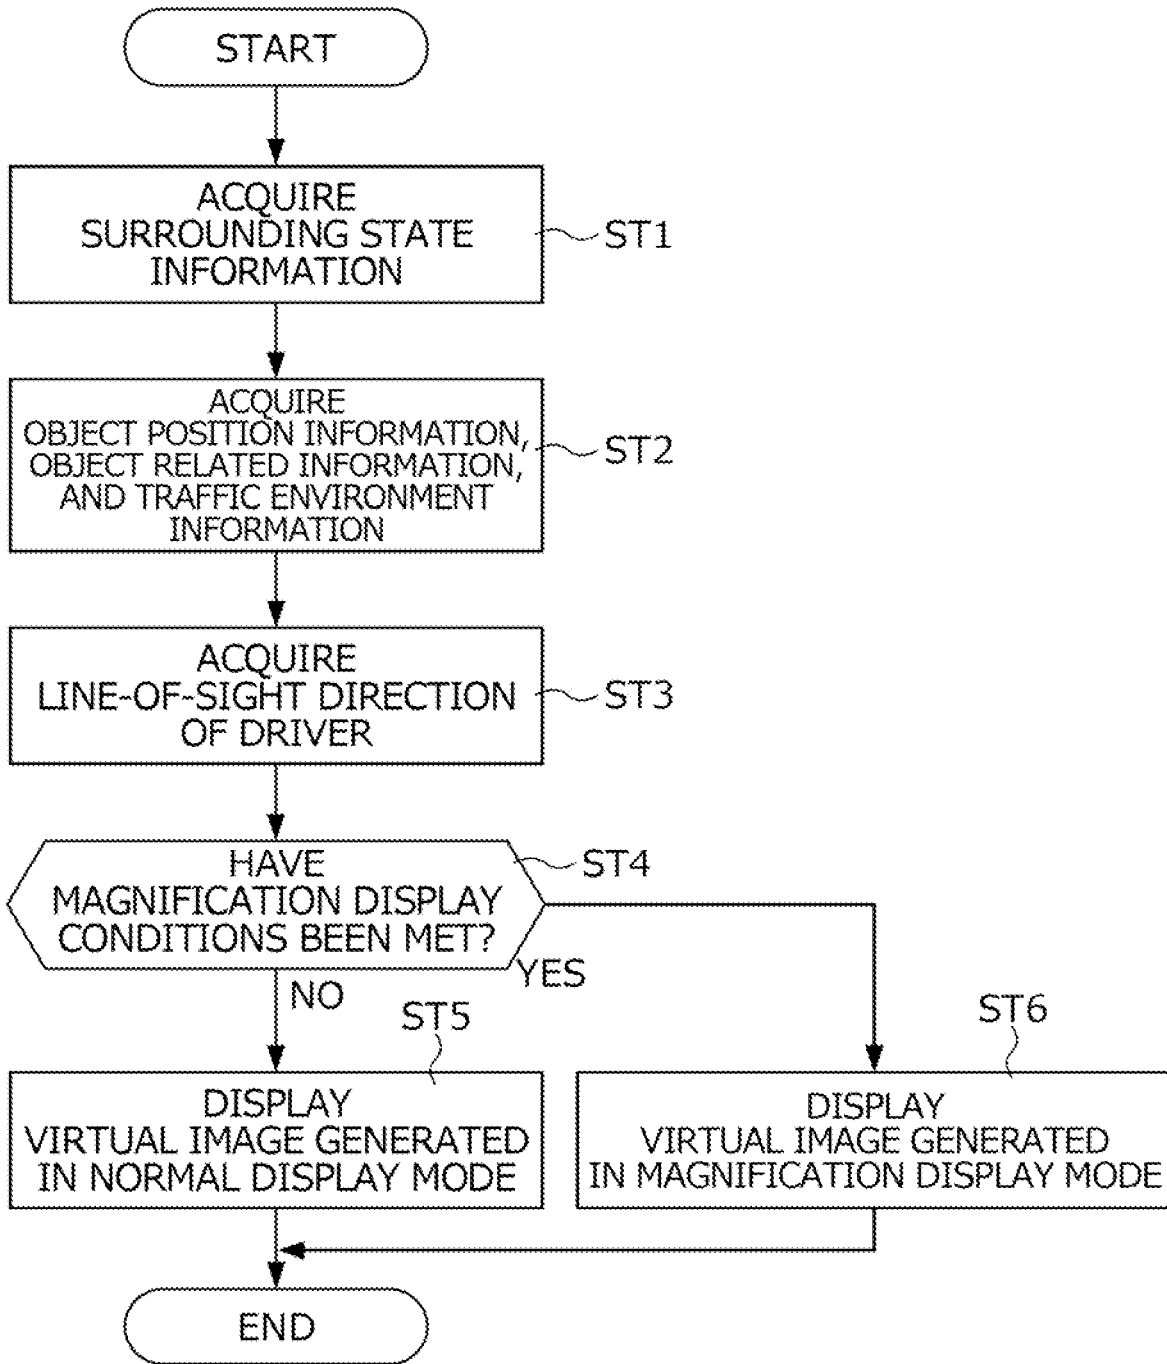 START
ACQUIRE
SURROUNDING STATE
INFORMATION
ST1
ACQUIRE
OBJECT POSITION INFORMATION,
OBJECT RELATED INFORMATION,
AND TRAFFIC ENVIRONMENT
INFORMATION
ST2
ACQUIRE
LINE-OF-SIGHT DIRECTION
OF DRIVER
ST3
HAVE
MAGNIFICATION DISPLAY
CONDITIONS BEEN MET?
ST4
YES
NO
ST5
DISPLAY
VIRTUAL IMAGE GENERATED
IN NORMAL DISPLAY MODE
ST6
DISPLAY
VIRTUAL IMAGE GENERATED
IN MAGNIFICATION DISPLAY MODE
END